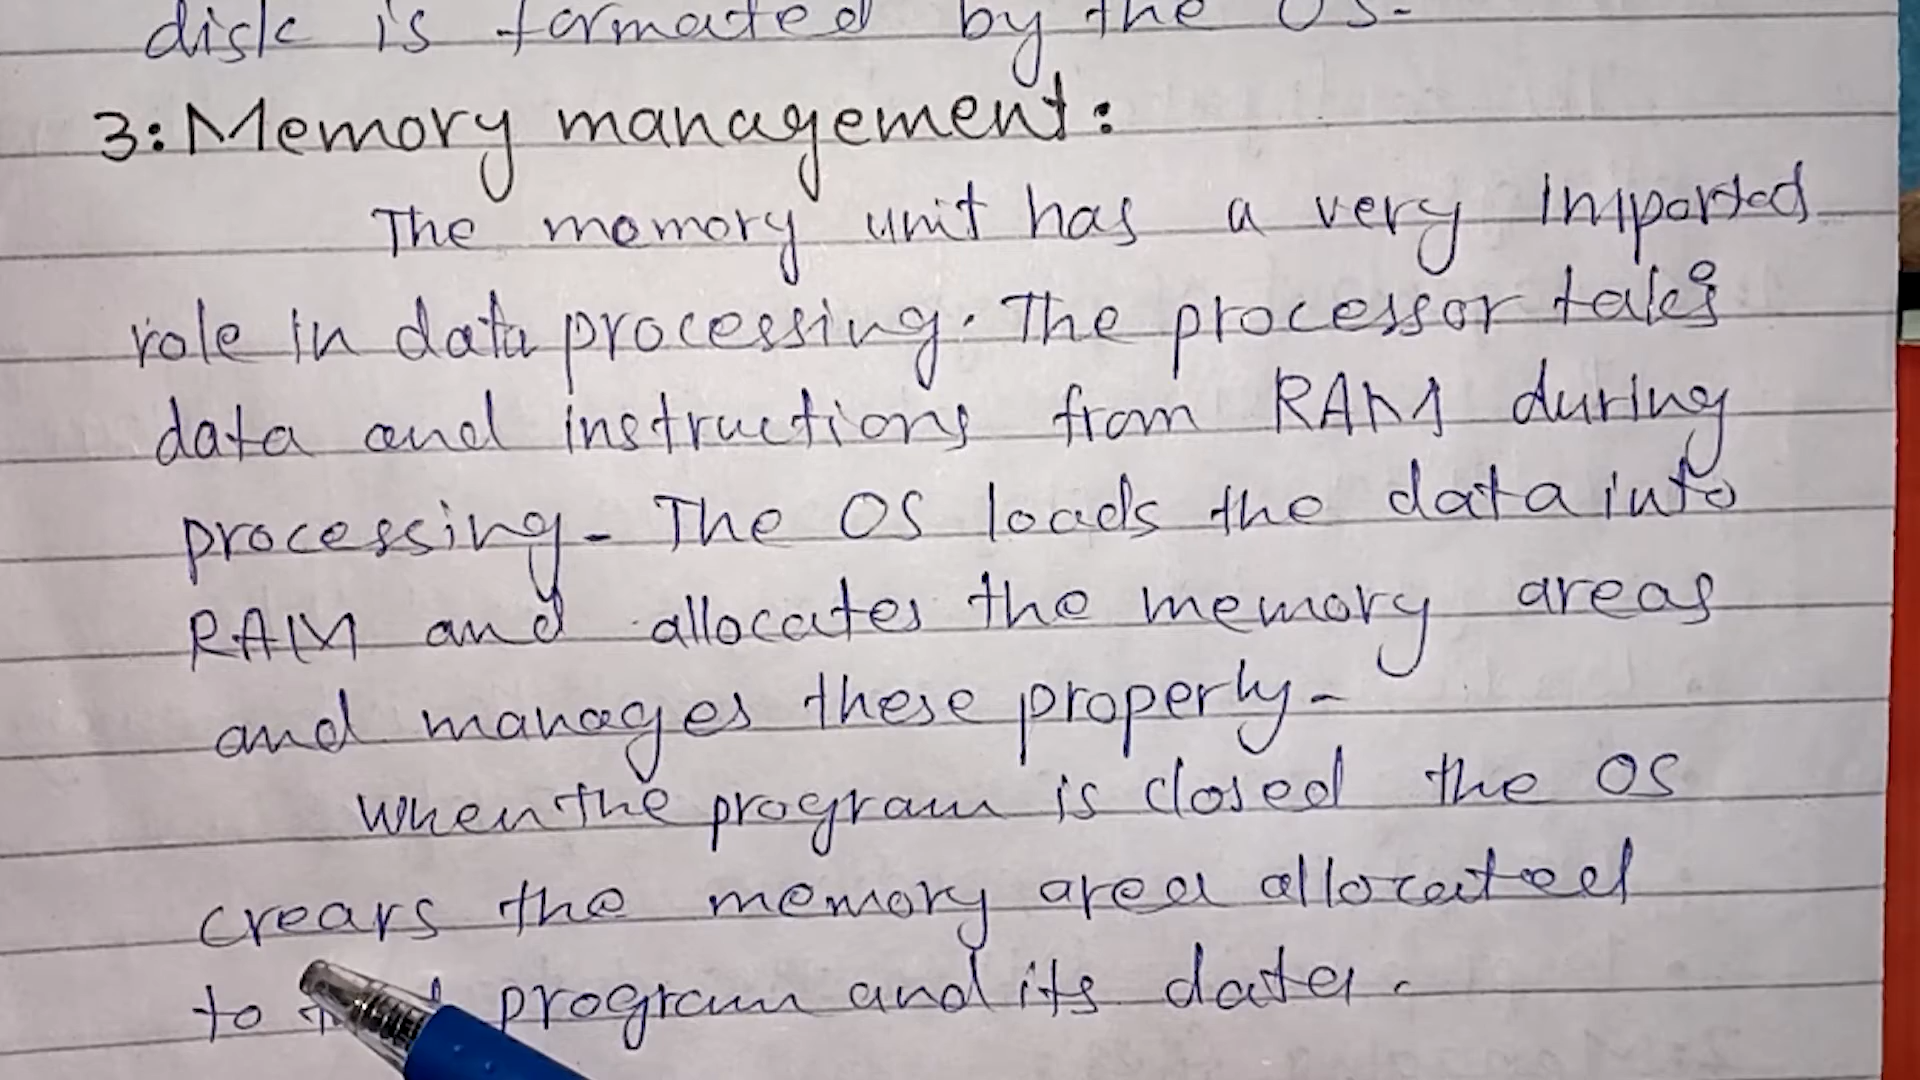 disk is formated by the OS.
3: Memory management:
The memory unit has a very Imported
role in data processing. The processor takes
data and instructions from RAM during
processing- The OS loads the data into
RAM and allocates the memory areas
and manages these properly-
When the program is closed the OS
crears the memory area allocated
to program and its data.